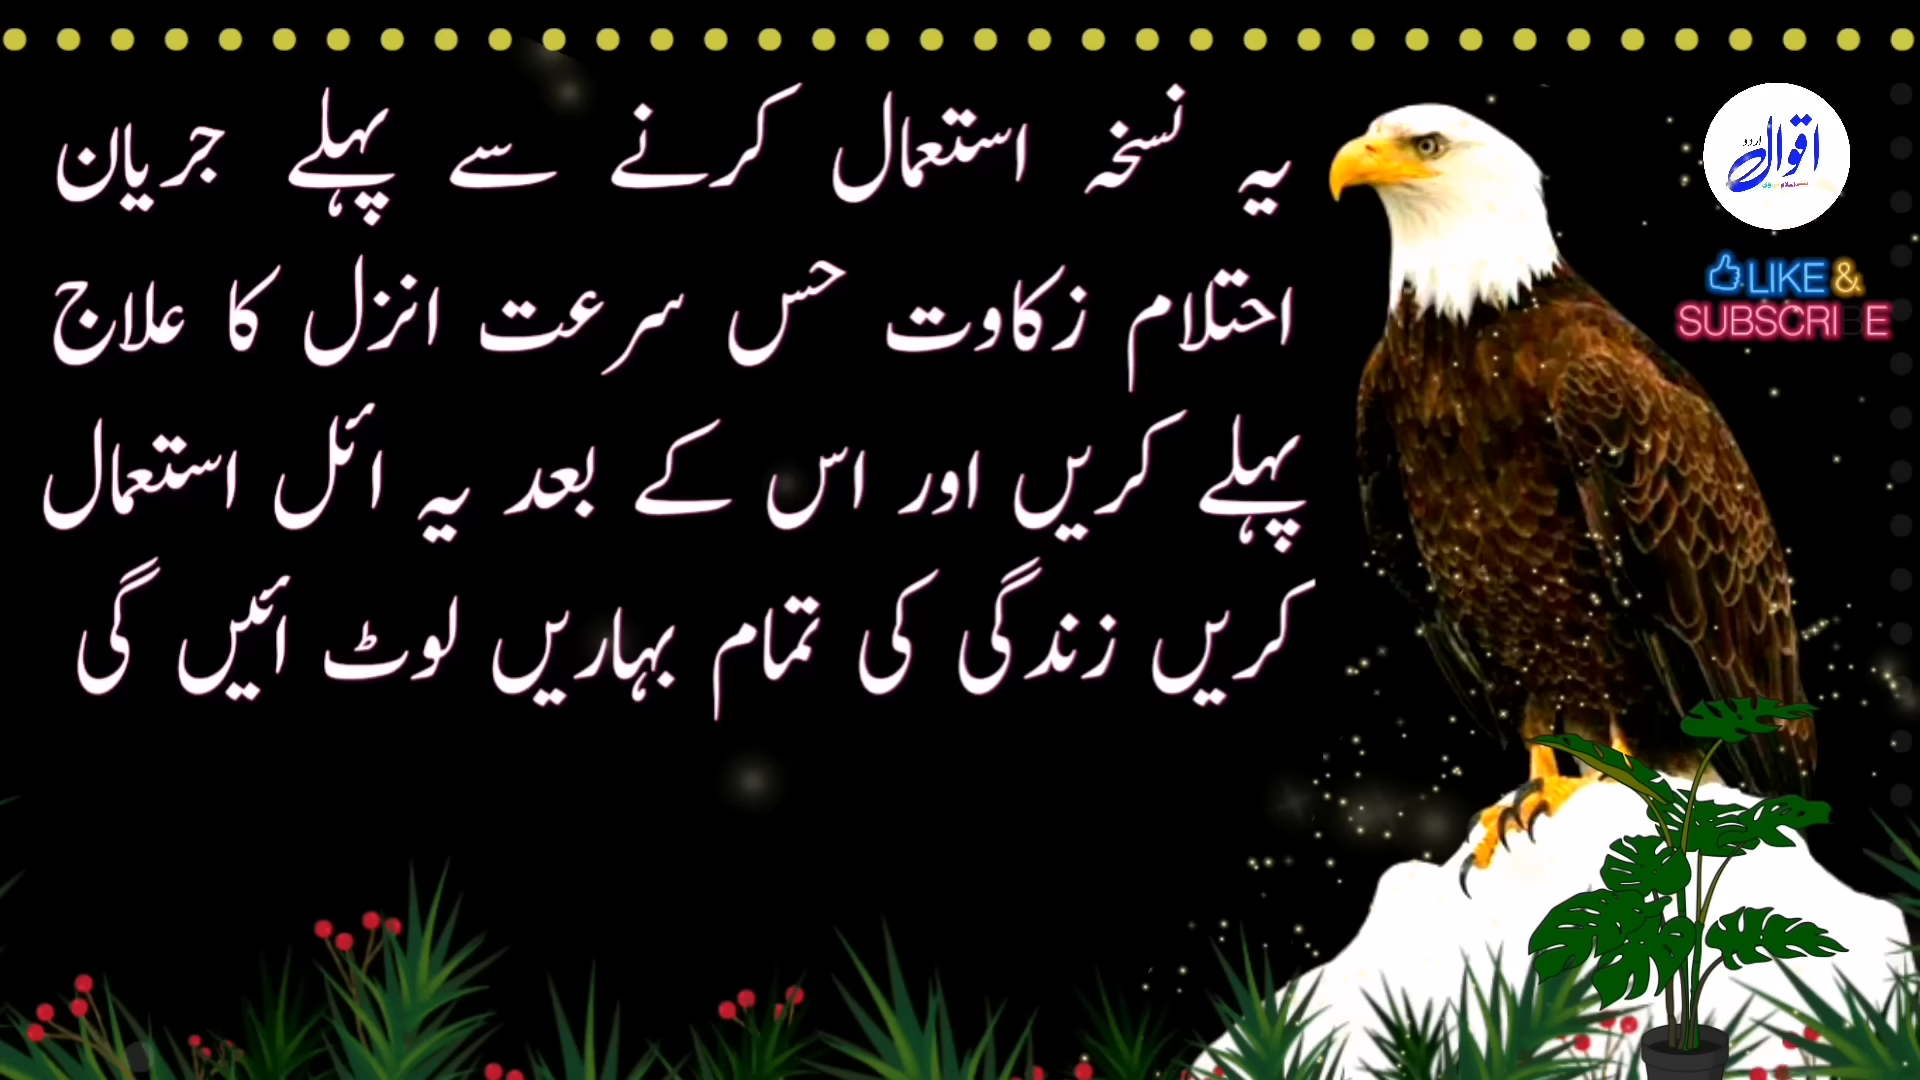 یہ نسخہ استعمال کرنے سے پہلے جریان
احتلام زکاوت حس سرعت انزل کا علاج
پہلے کریں اور اس کے بعد یہ ائل استعمال
کریں زندگی کی تمام بہاریں لوٹ ائیں گی
اقوال
اردو
LIKE &
SUBSCRIBE